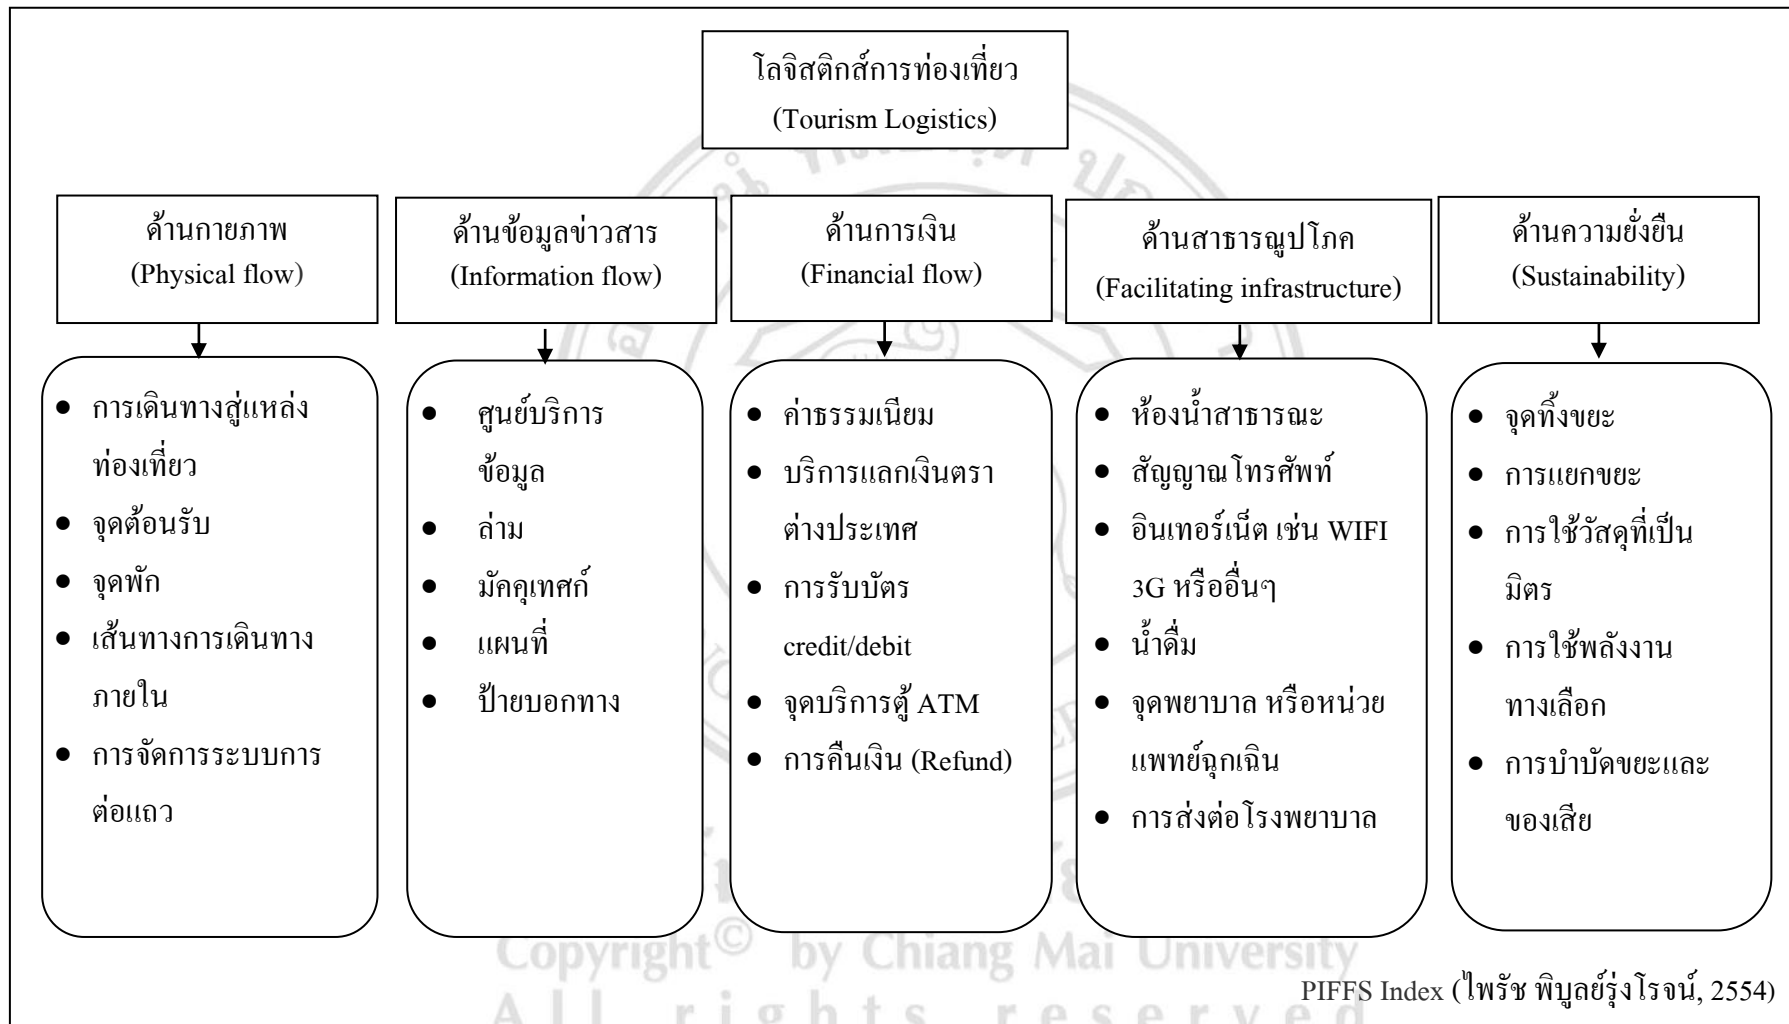 โลจิสติกส์การท่องเที่ยว
(Tourism Logistics)
ด้านกายภาพ
(Physical flow)
ด้านข้อมูลข่าวสาร
(Information flow)
ด้านการเงิน
(Financial flow)
ด้านสาธารณูปโภค
(Facilitating infrastructure)
ด้านความยั่งยืน
(Sustainability)
• การเดินทางสู่แหล่ง
ท่องเที่ยว
• จุดต้อนรับ
• จุดพัก
• เส้นทางการเดินทาง
ภายใน
• การจัดการระบบการ
ต่อแถว
• ศูนย์บริการ
ข้อมูล
• ล่าม
• มัคคุเทศก์
• แผนที่
• ป้ายบอกทาง
• ค่าธรรมเนียม
• บริการแลกเงินตรา
ต่างประเทศ
• การรับบัตร
credit/debit
• จุดบริการตู้ ATM
• การคืนเงิน (Refund)
• ห้องน้ำสาธารณะ
• สัญญาณโทรศัพท์
• อินเทอร์เน็ต เช่น WIFI
3G หรืออื่นๆ
• น้ำดื่ม
• จุดพยาบาล หรือหน่วย
แพทย์ฉุกเฉิน
• การส่งต่อโรงพยาบาล
• จุดทิ้งขยะ
• การแยกขยะ
• การใช้วัสดุที่เป็น
มิตร
• การใช้พลังงาน
ทางเลือก
• การบำบัดขยะและ
ของเสีย
Copyright© by Chiang Mai University
PIFFS Index (ไพรัช พิบูลย์รุ่งโรจน์, 2554)
All rights reserved